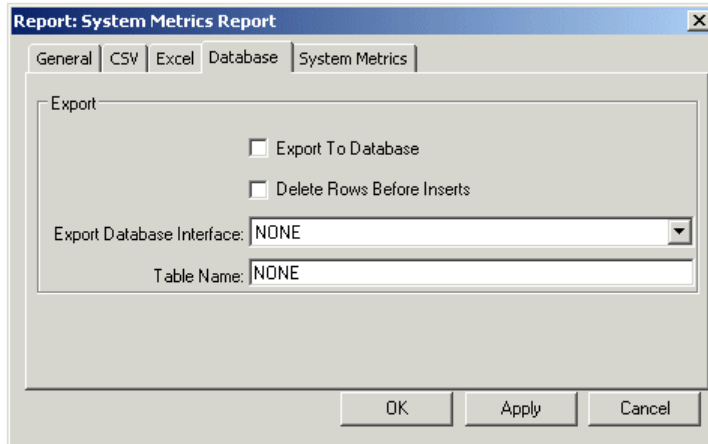 Report: System Metrics Report
General CSV Excel Database System Metrics
Export
Export To Database
Delete Rows Before Inserts
Export Database Interface: NONE
Table Name: NONE
OK Apply Cancel